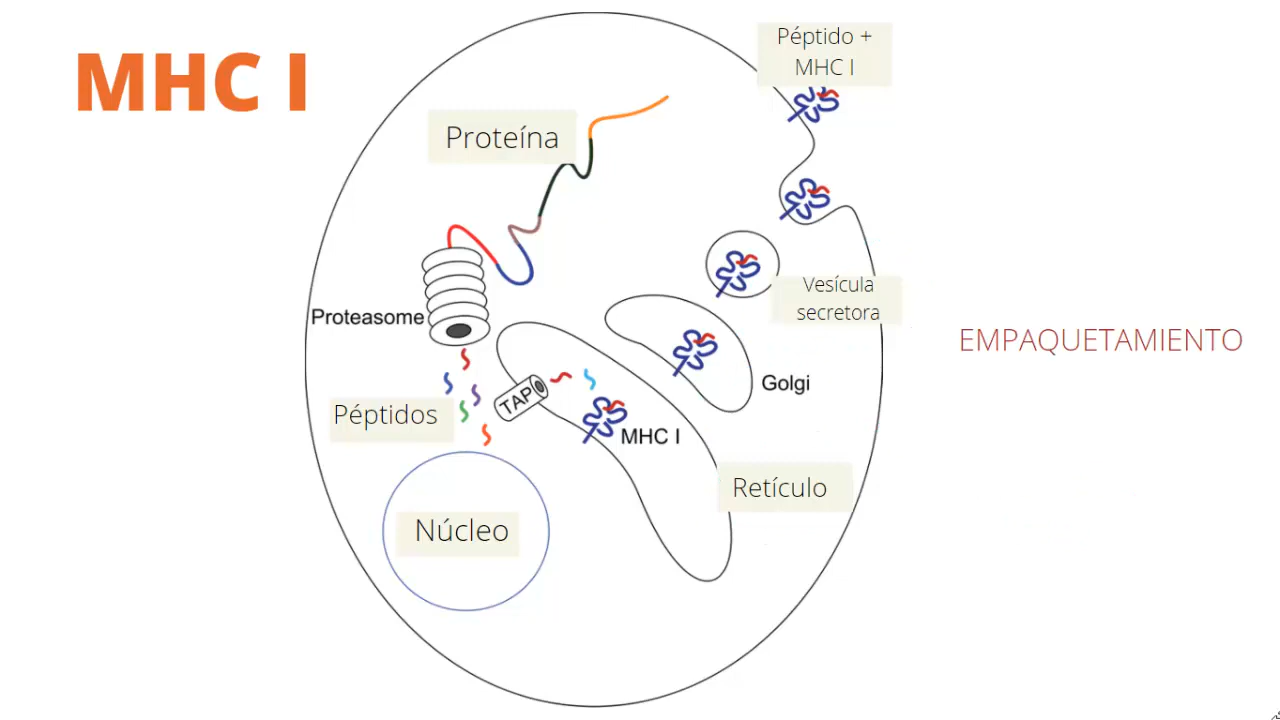 MHC I
Péptido +
MHC I
Proteína
Proteasome
Vesícula
secretora
EMPAQUETAMIENTO
Golgi
TAP
Péptidos
MHC I
Retículo
Núcleo